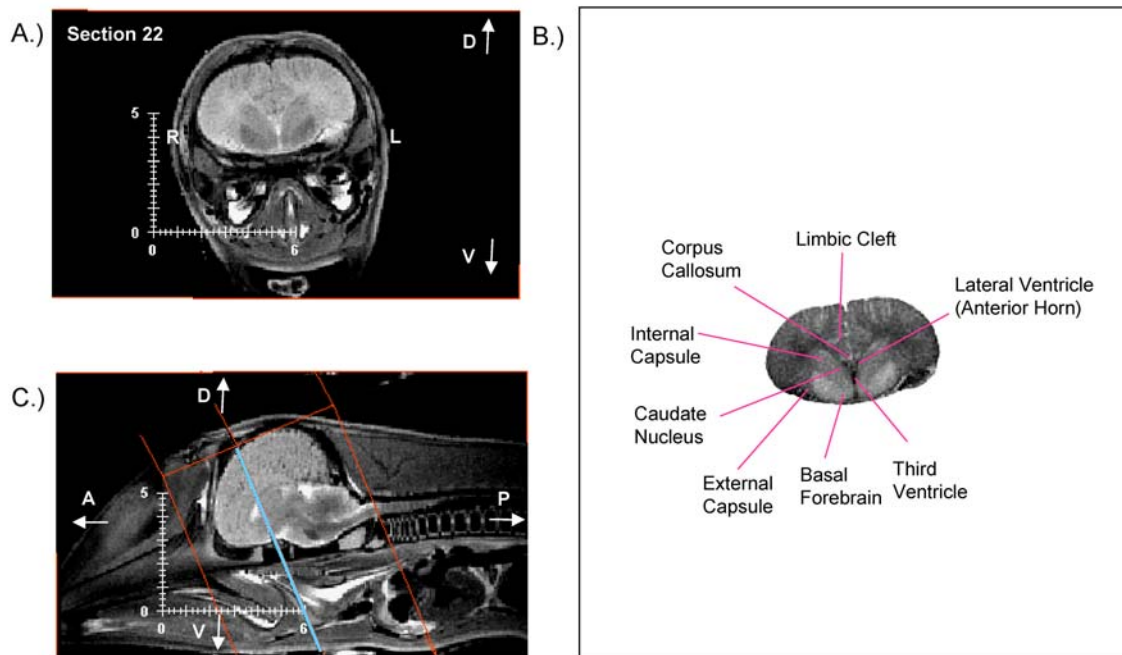 A.)
Section 22
D
5
R
L
0
0
6
V
B.)
Limbic Cleft
Corpus
Callosum
Lateral Ventricle
(Anterior Horn)
Internal
Capsule
Caudate
Nucleus
External
Capsule
Basal
Forebrain
Third
Ventricle
C.)
D
A
5
P
0
0
6
V